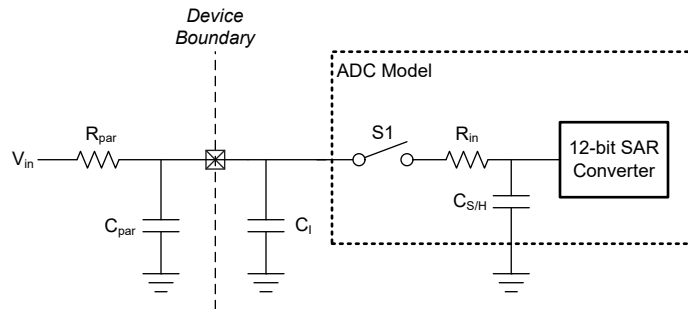 Device
Boundary
ADC Model
R_par
S1
R_in
V_in
12-bit SAR
Converter
C_par
C_I
C_S/H